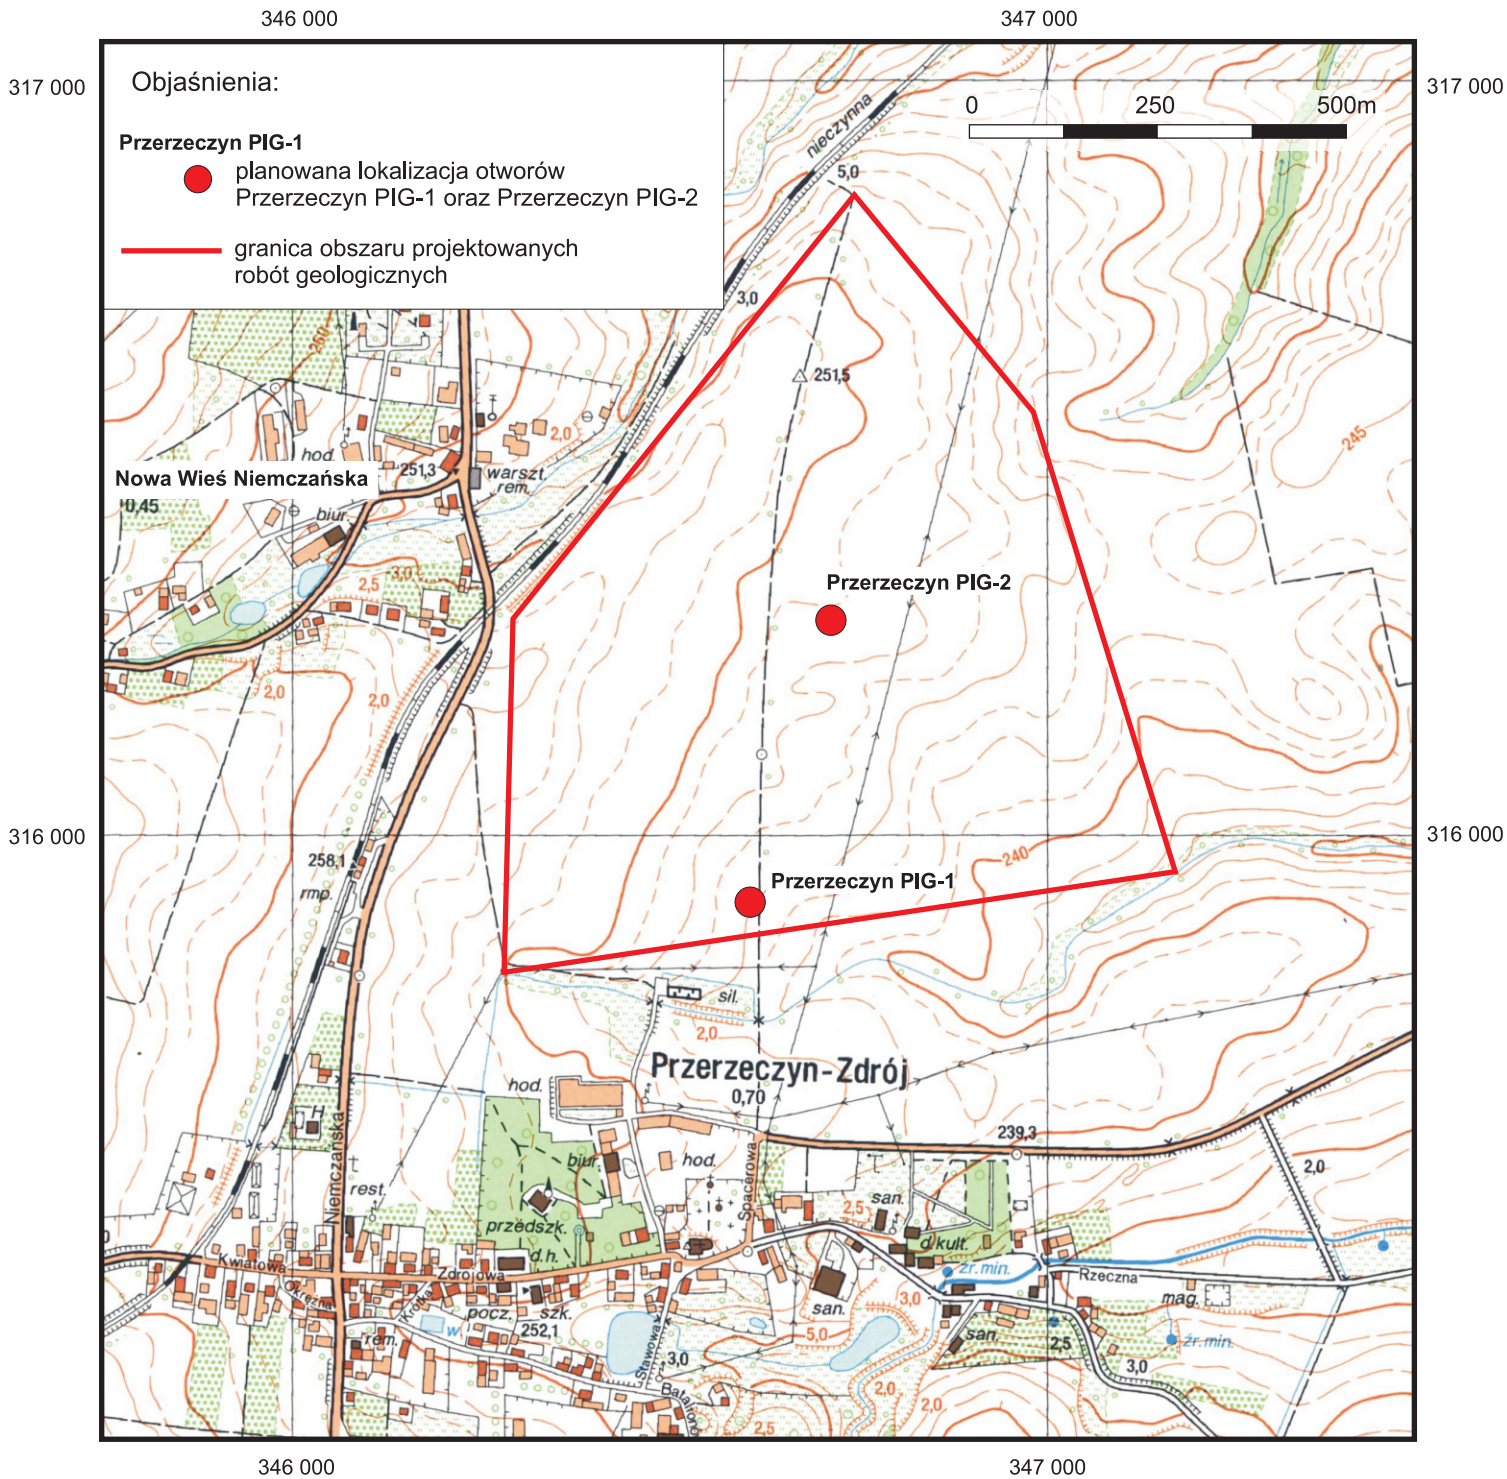 346 000
347 000
317 000
317 000
Objaśnienia:
Przerzeczyn PIG-1
planowana lokalizacja otworów
Przerzeczyn PIG-1 oraz Przerzeczyn PIG-2
granica obszaru projektowanych
robót geologicznych
0
250
500m
nieczynna
5,0
3,0
260
251,5
245
2,0
hod.
251,3
warszt.
rem.
Nowa Wieś Niemczańska
0,45
biur.
2,5
3,0
Przerzeczyn PIG-2
2,0
2,0
316 000
316 000
258,1
rmp.
240
Przerzeczyn PIG-1
sil.
2,0
Przerzeczyn-Zdrój
0,70
hod.
H
Niemczańska
239,3
2,0
biur.
hod.
rest.
Spacerowa
san.
2,5
przedszk.
d.h.
d.kult.
źr.min.
Kwiatowa
Zdrojowa
Rzeczna
mag.
Okrężna
Krótka
pocz.
szk.
san.
3,0
252,1
w.
rem.
5,0
san.
2,5
źr.min.
Stawowa
3,0
3,0
Batalionó
2,0
2,0
2,5
346 000
347 000